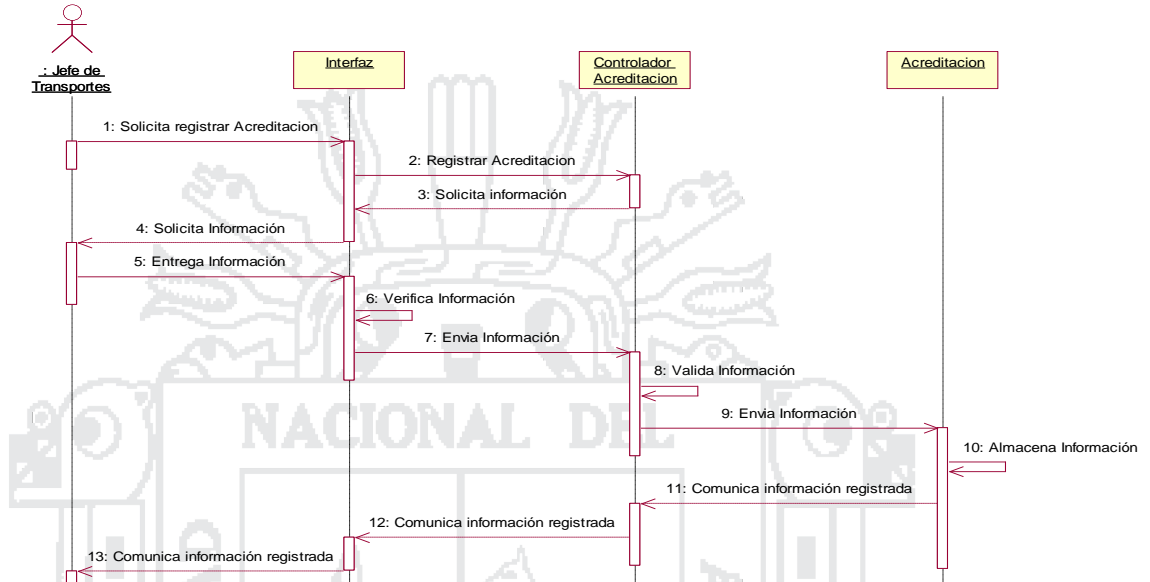 : Jefe de
Transportes
Interfaz
Controlador
Acreditacion
Acreditacion
1: Solicita registrar Acreditacion
2: Registrar Acreditacion
3: Solicita información
4: Solicita Información
5: Entrega Información
6: Verifica Información
7: Envia Información
8: Valida Información
9: Envia Información
10: Almacena Información
11: Comunica información registrada
12: Comunica información registrada
13: Comunica información registrada
NACIONAL DEL